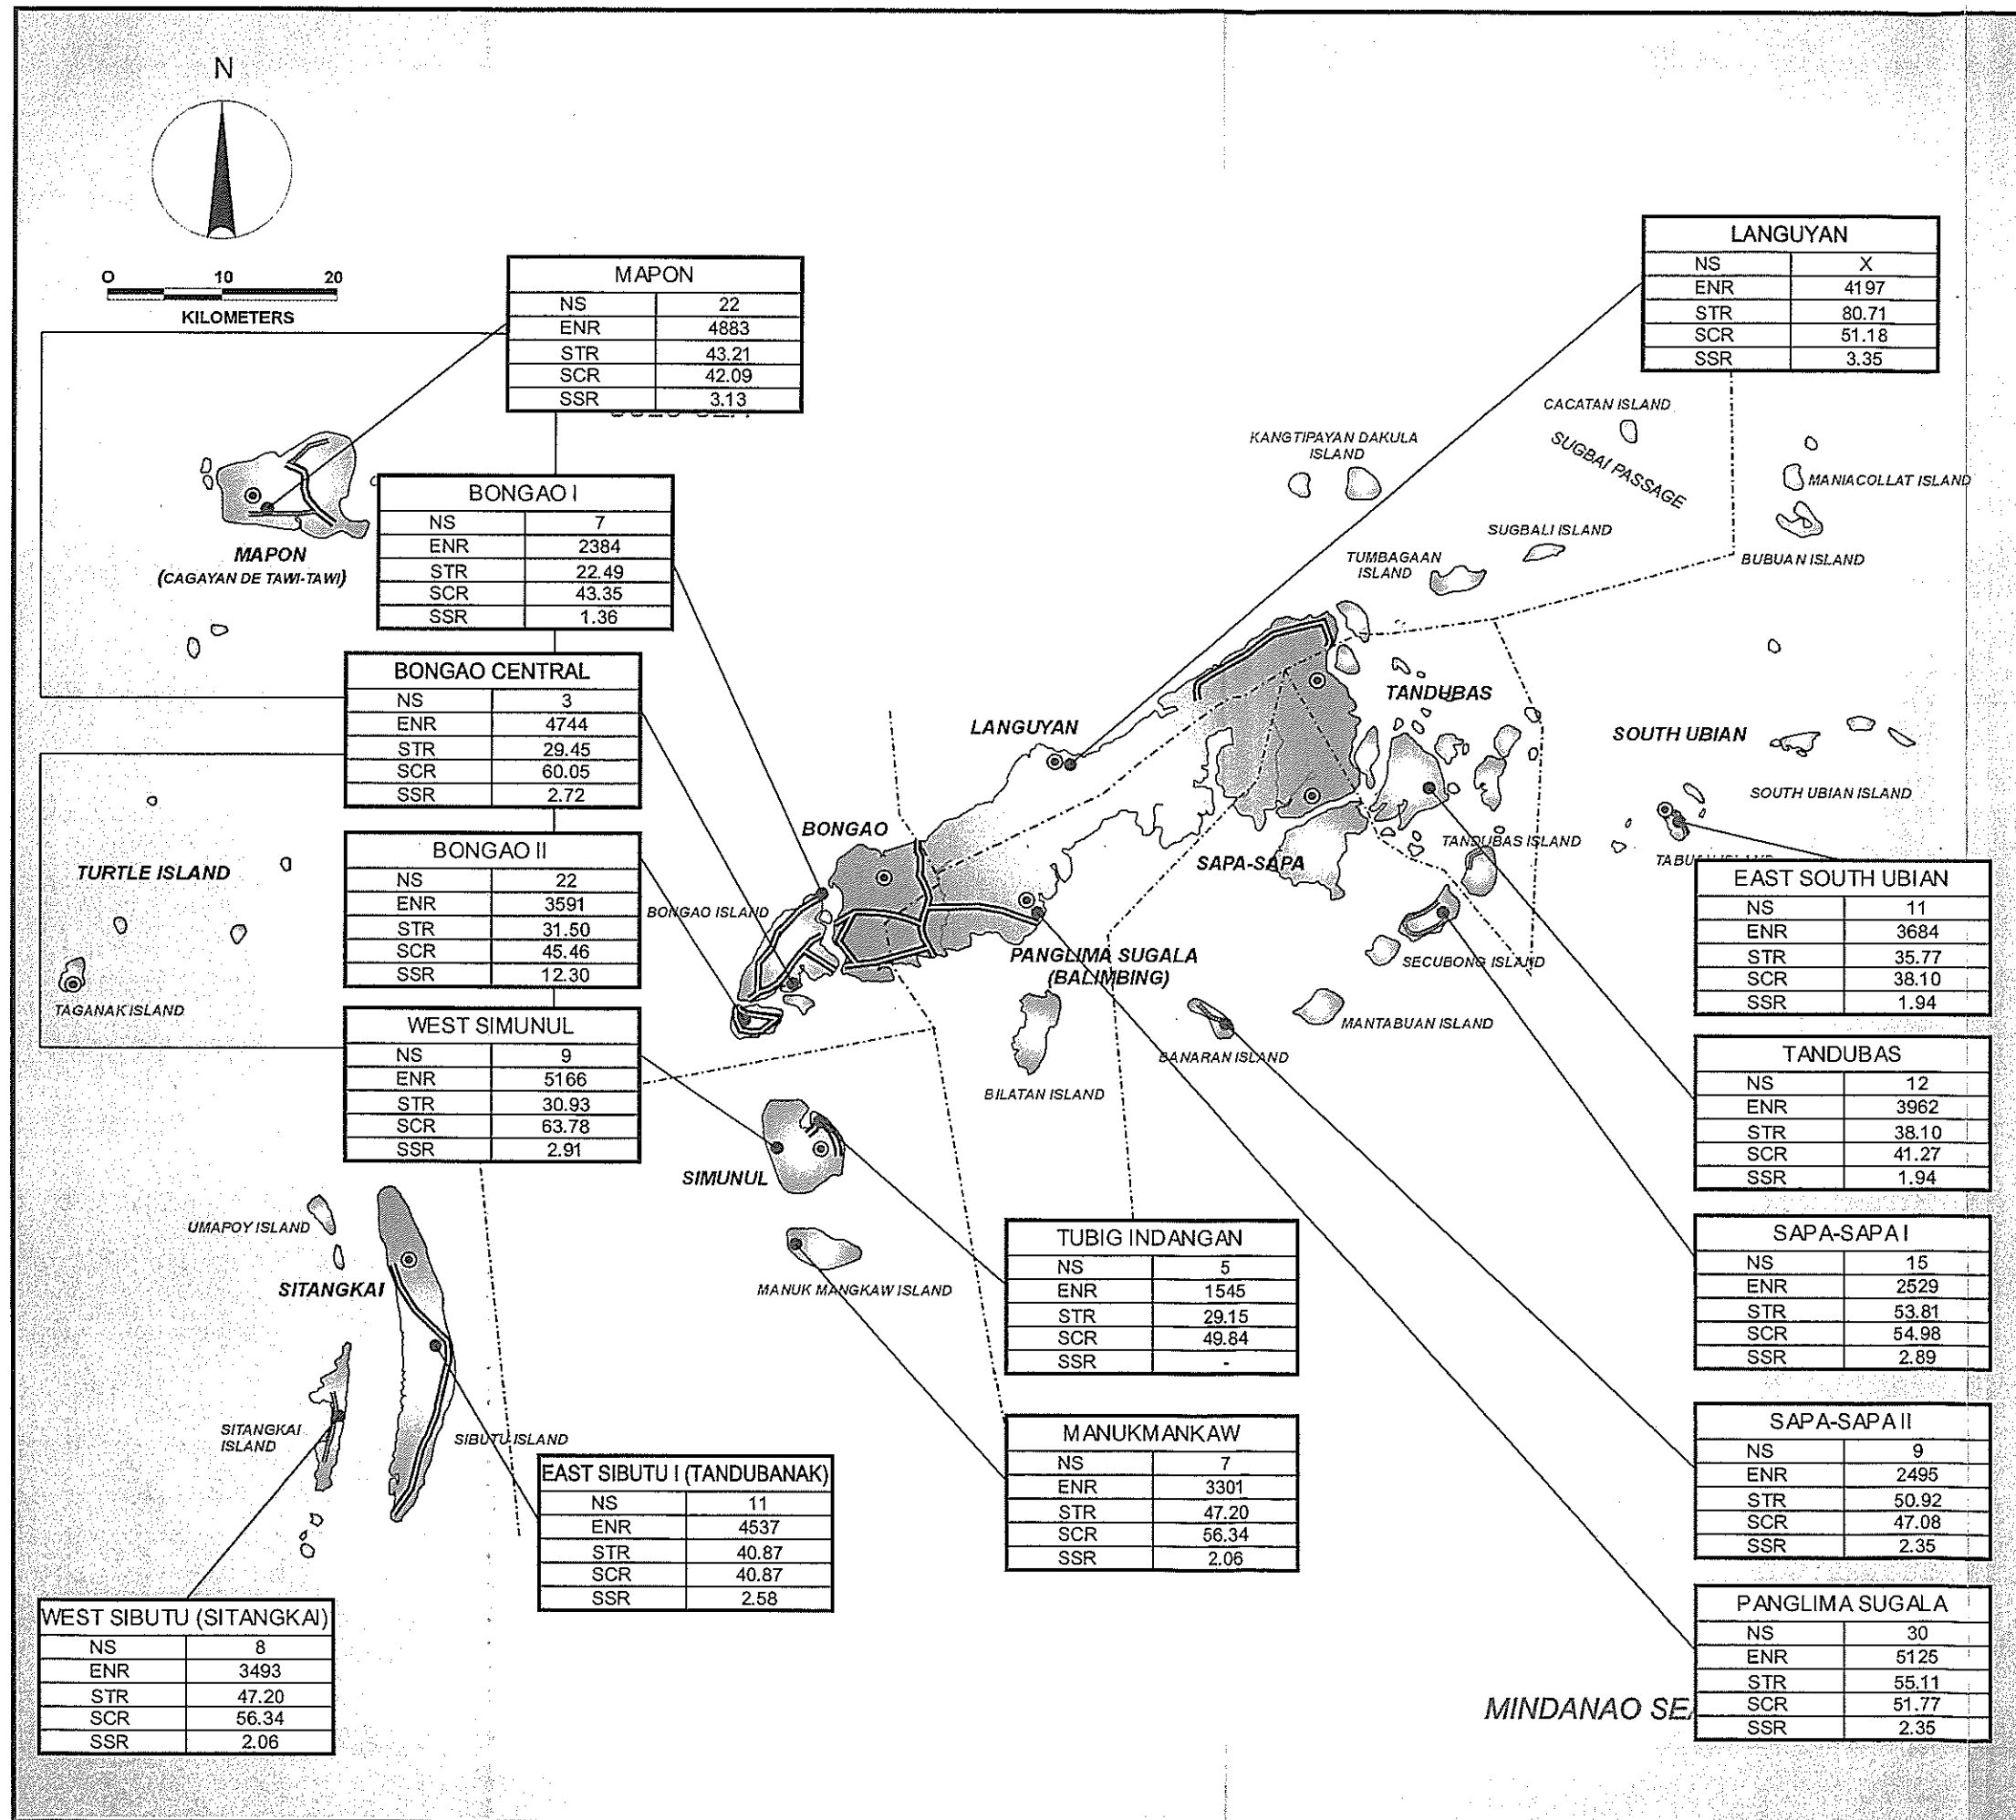 N
0 10 20
KILOMETERS
MAPON
NS 22
ENR 4883
STR 43.21
SCR 42.09
SSR 3.13
LANGUYAN
NS X
ENR 4197
STR 80.71
SCR 51.18
SSR 3.35
CACATAN ISLAND
KANGTIPAYAN DAKULA
ISLAND
SUGBAI PASSAGE
MANIACOLLAT ISLAND
SUGBALI ISLAND
TUMBAGAAN
ISLAND
BUBUAN ISLAND
MAPON
(CAGAYAN DE TAWI-TAWI)
BONGAO I
NS 7
ENR 2384
STR 22.49
SCR 43.35
SSR 1.36
BONGAO CENTRAL
NS 3
ENR 4744
STR 29.45
SCR 60.05
SSR 2.72
TANDUBAS
LANGUYAN
SOUTH UBIAN
SOUTH UBIAN ISLAND
BONGAO
TANDUBAS ISLAND
SAPA-SAPA
TURTLE ISLAND
BONGAO II
NS 22
ENR 3591
STR 31.50
SCR 45.46
SSR 12.30
BONGAO ISLAND
EAST SOUTH UBIAN
NS 11
ENR 3684
STR 35.77
SCR 38.10
SSR 1.94
PANGLIMA SUGALA
(BALIMBING)
SECUBONG ISLAND
TAGANAK ISLAND
MANTABUAN ISLAND
BANARAN ISLAND
BILATAN ISLAND
WEST SIMUNUL
NS 9
ENR 5166
STR 30.93
SCR 63.78
SSR 2.91
TANDUBAS
NS 12
ENR 3962
STR 38.10
SCR 41.27
SSR 1.94
SIMUNUL
UMAPOY ISLAND
SITANGKAI
MANUK MANGKAW ISLAND
TUBIG INDANGAN
NS 5
ENR 1545
STR 29.15
SCR 49.84
SSR -
SAPA-SAPA I
NS 15
ENR 2529
STR 53.81
SCR 54.98
SSR 2.89
SITANGKAI
ISLAND
SIBUTU ISLAND
MANUKMANKAW
NS 7
ENR 3301
STR 47.20
SCR 56.34
SSR 2.06
SAPA-SAPA II
NS 9
ENR 2495
STR 50.92
SCR 47.08
SSR 2.35
EAST SIBUTU I (TANDUBANAK)
NS 11
ENR 4537
STR 40.87
SCR 40.87
SSR 2.58
WEST SIBUTU (SITANGKAI)
NS 8
ENR 3493
STR 47.20
SCR 56.34
SSR 2.06
PANGLIMA SUGALA
NS 30
ENR 5125
STR 55.11
SCR 51.77
SSR 2.35
MINDANAO SEA